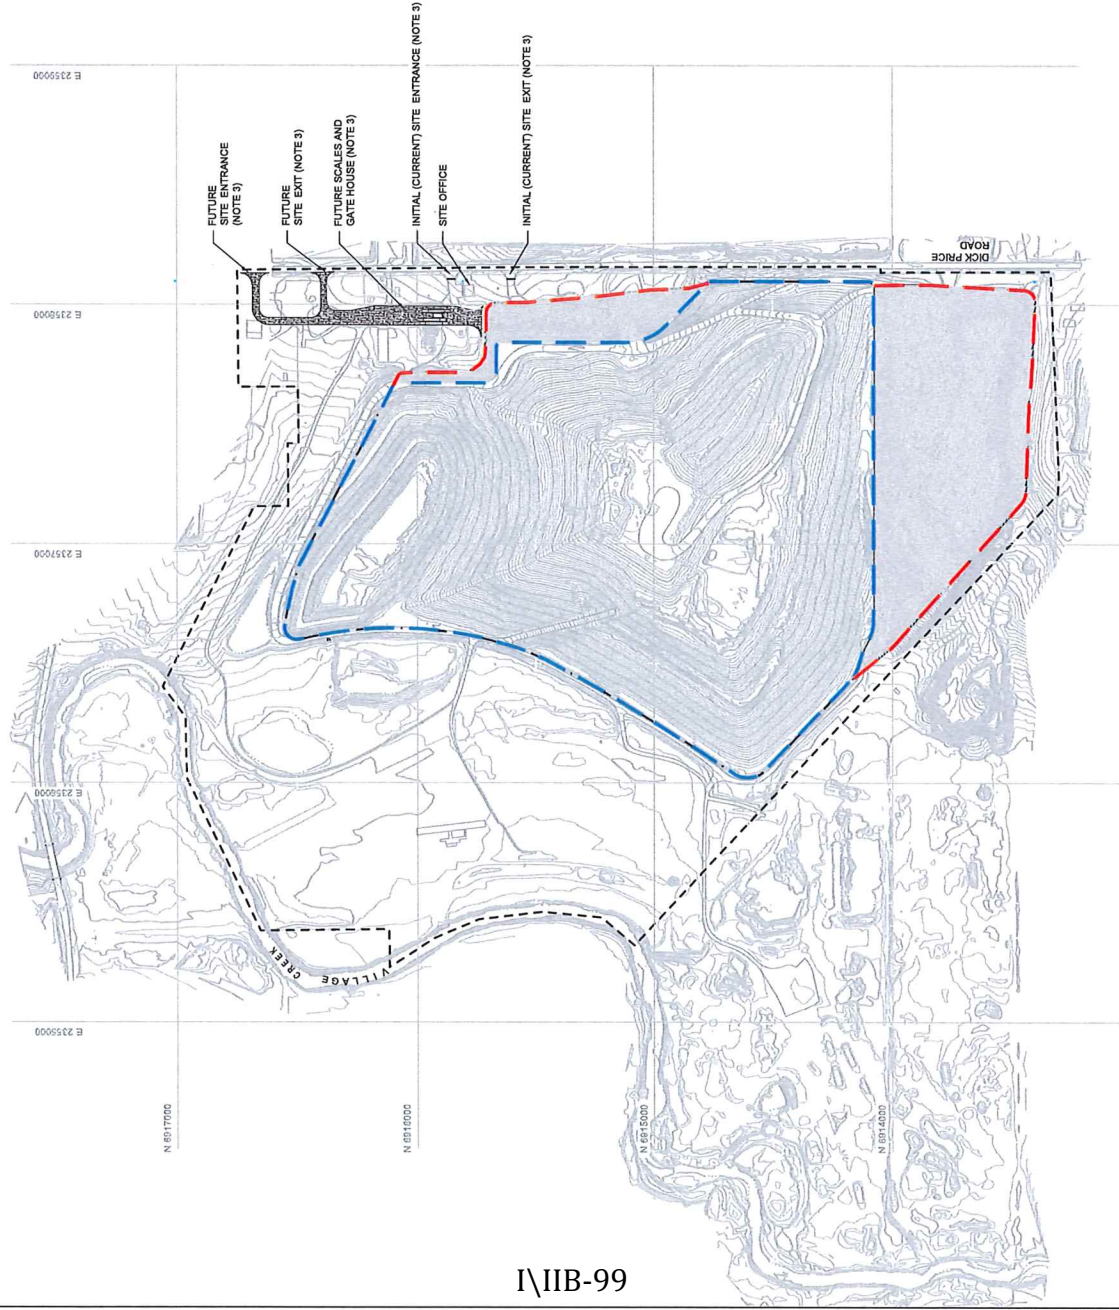 E 2359000
FUTURE
SITE ENTRANCE
(NOTE 3)
FUTURE
SITE EXIT (NOTE 3)
FUTURE SCALES AND
GATE HOUSE (NOTE 3)
INITIAL (CURRENT) SITE ENTRANCE (NOTE 3)
SITE OFFICE
INITIAL (CURRENT) SITE EXIT (NOTE 3)
DICK PRICE
ROAD
E 2358000
E 2357000
E 2356000
VILLAGE
CREEK
E 2355000
N 6917000
N 6916000
N 6915000
N 6914000
I\IIB-99